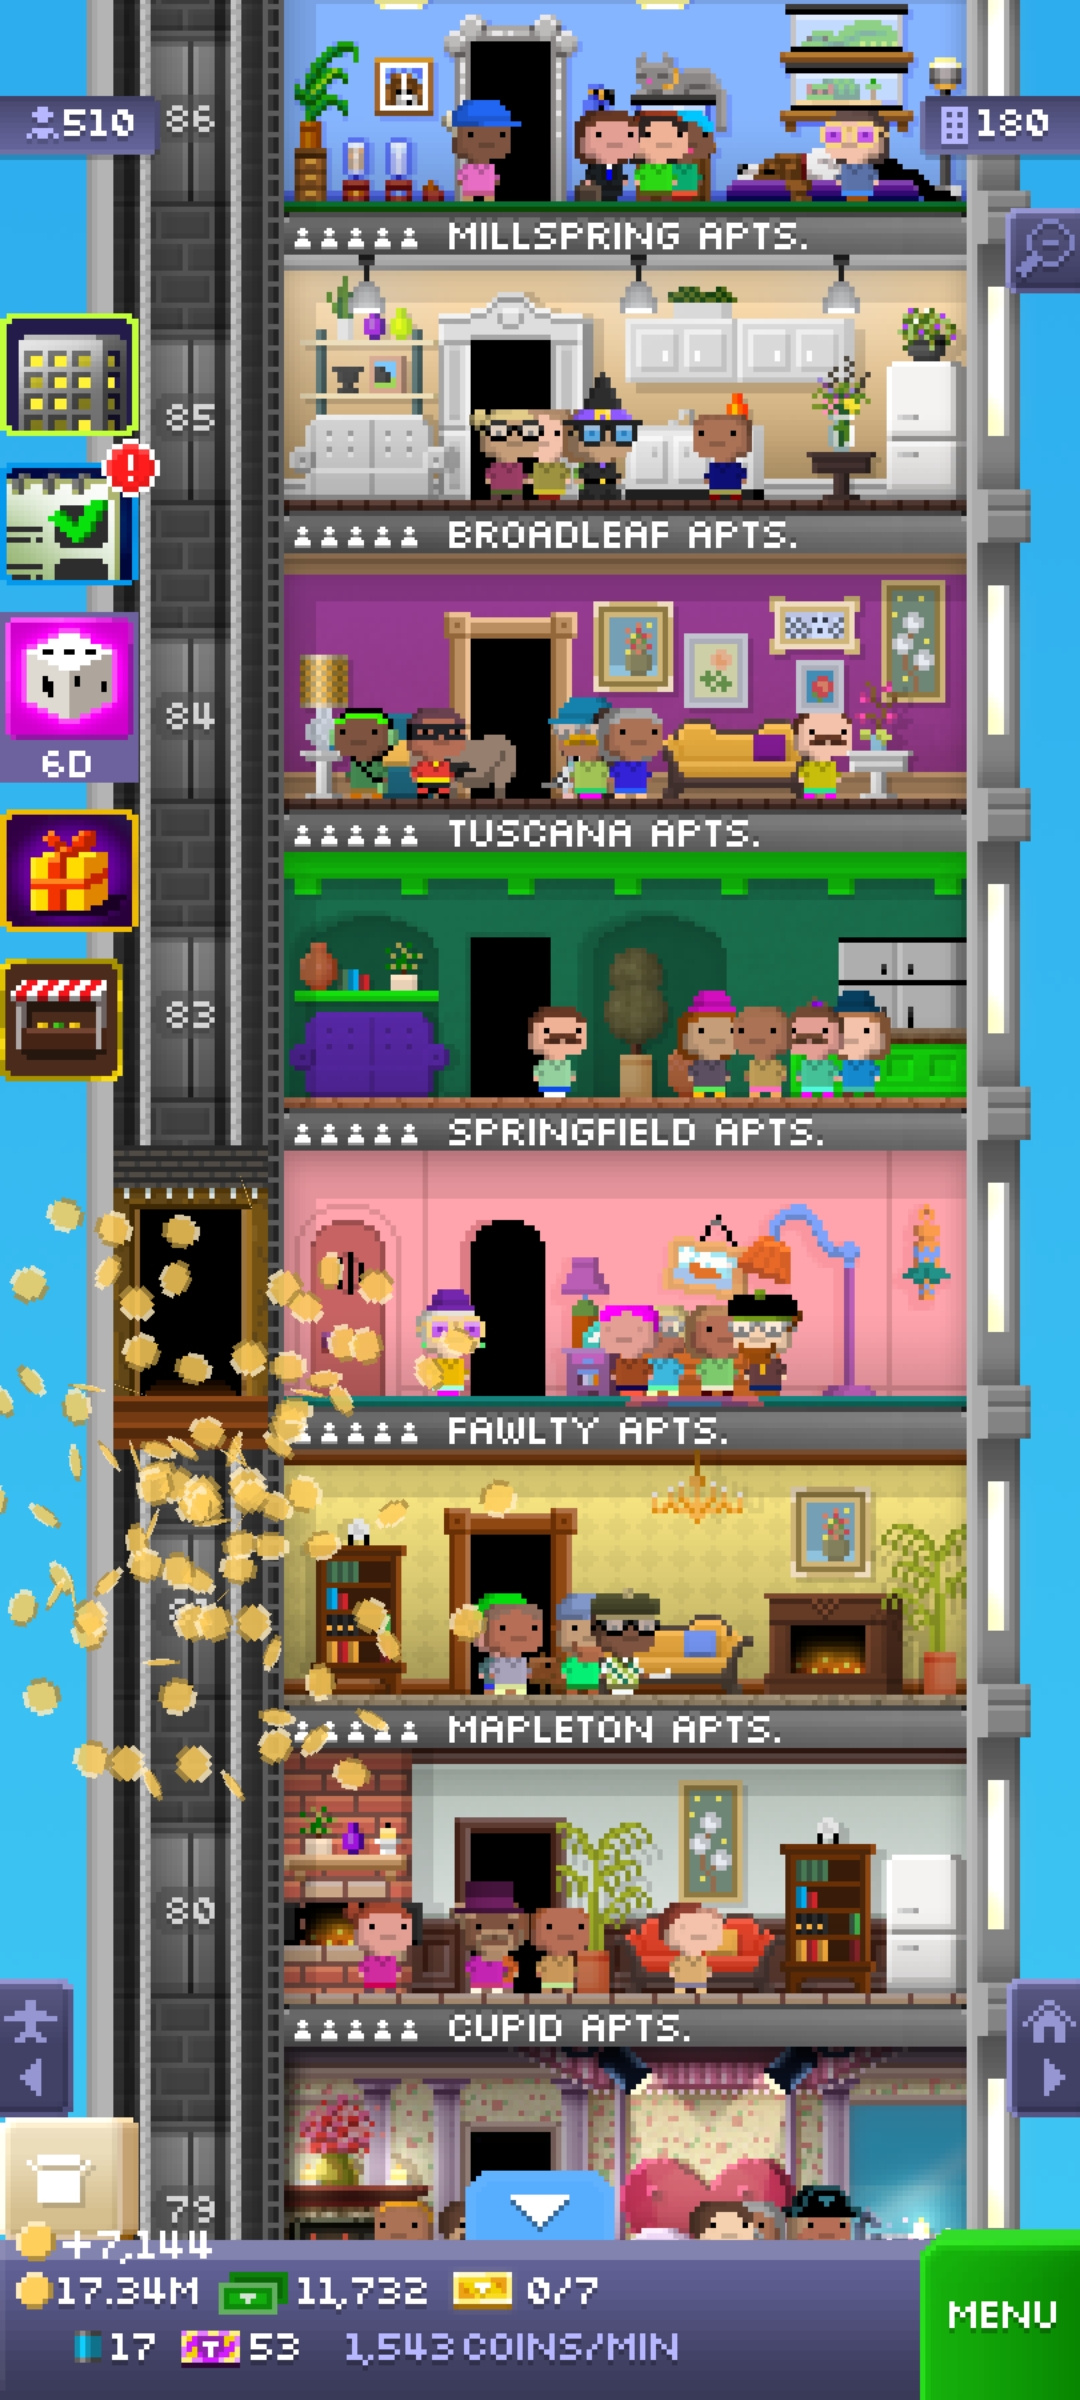 86
510
180
MILLSPRING APTS.
85
BROADLEAF APTS.
84
6D
TUSCANA APTS.
83
SPRINGFIELD APTS.
FAWLTY APTS.
MAPLETON APTS.
80
CUPID APTS.
79
+7,144
17.34M 11,732 0/7
17 T 53 1,543 COINS/MIN
MENU